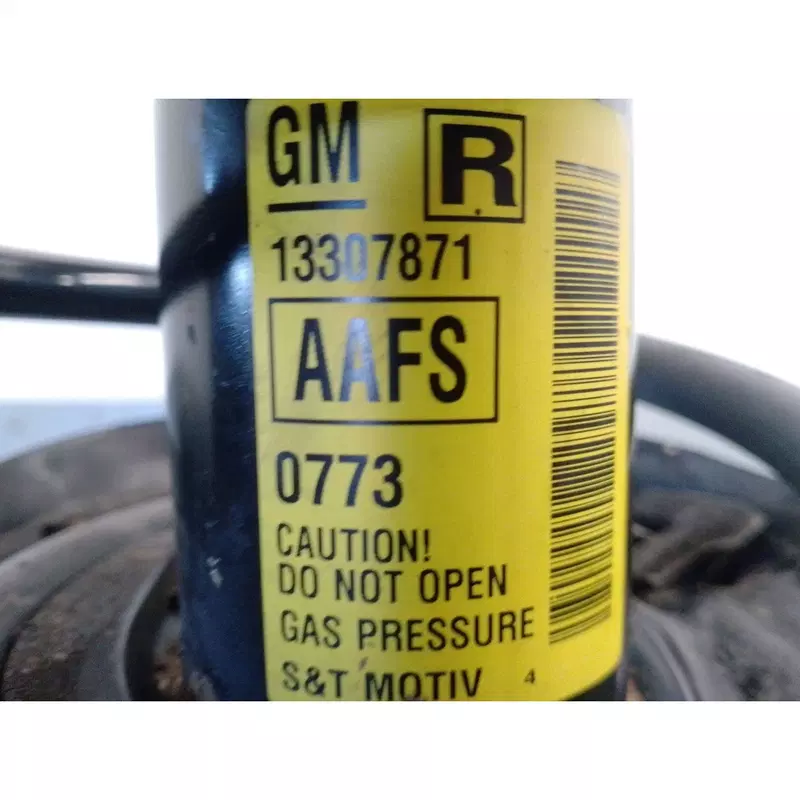 GM R
13307871
AAFS
0773
CAUTION!
DO NOT OPEN
GAS PRESSURE
S&T MOTIV 4